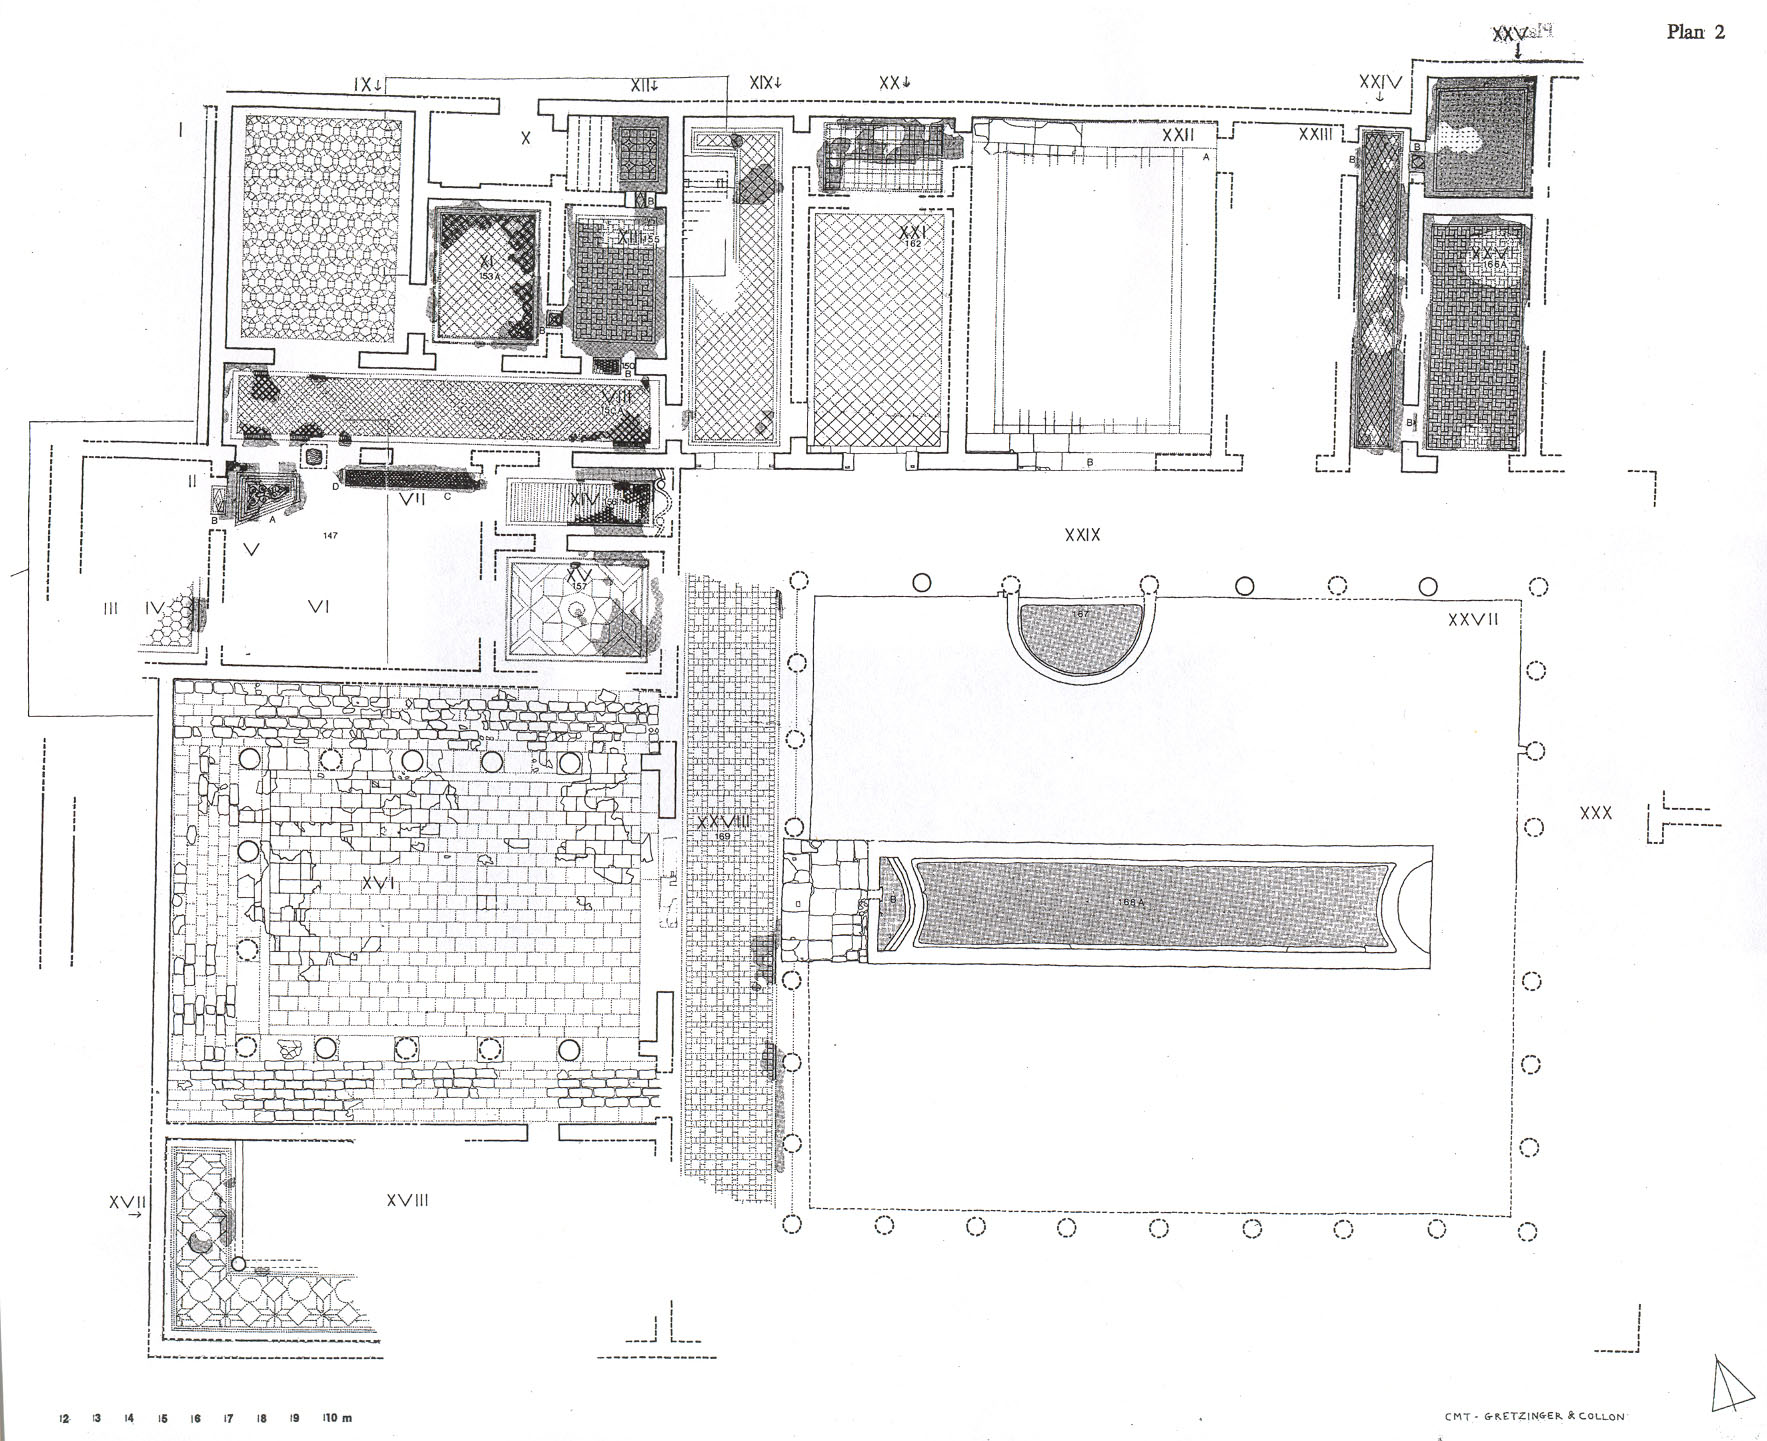 Plan 2
XXV
IX
XII
XIX
XX
XXIV
I
X
XXII
XXIII
A
B
B
B
XIII 155
XXI
162
XI
153A
XXVI
166A
B
150
B
VIII
150A
B
B
II
D
VII
C
XIV 156
B
A
147
V
XXIX
XV
157
III
IV
VI
167
XXVII
XXVIII
169
XXX
XVI
B
168A
XVII
XVIII
12 13 14 15 16 17 18 19 110 m
CMT - GRETZINGER & COLLON